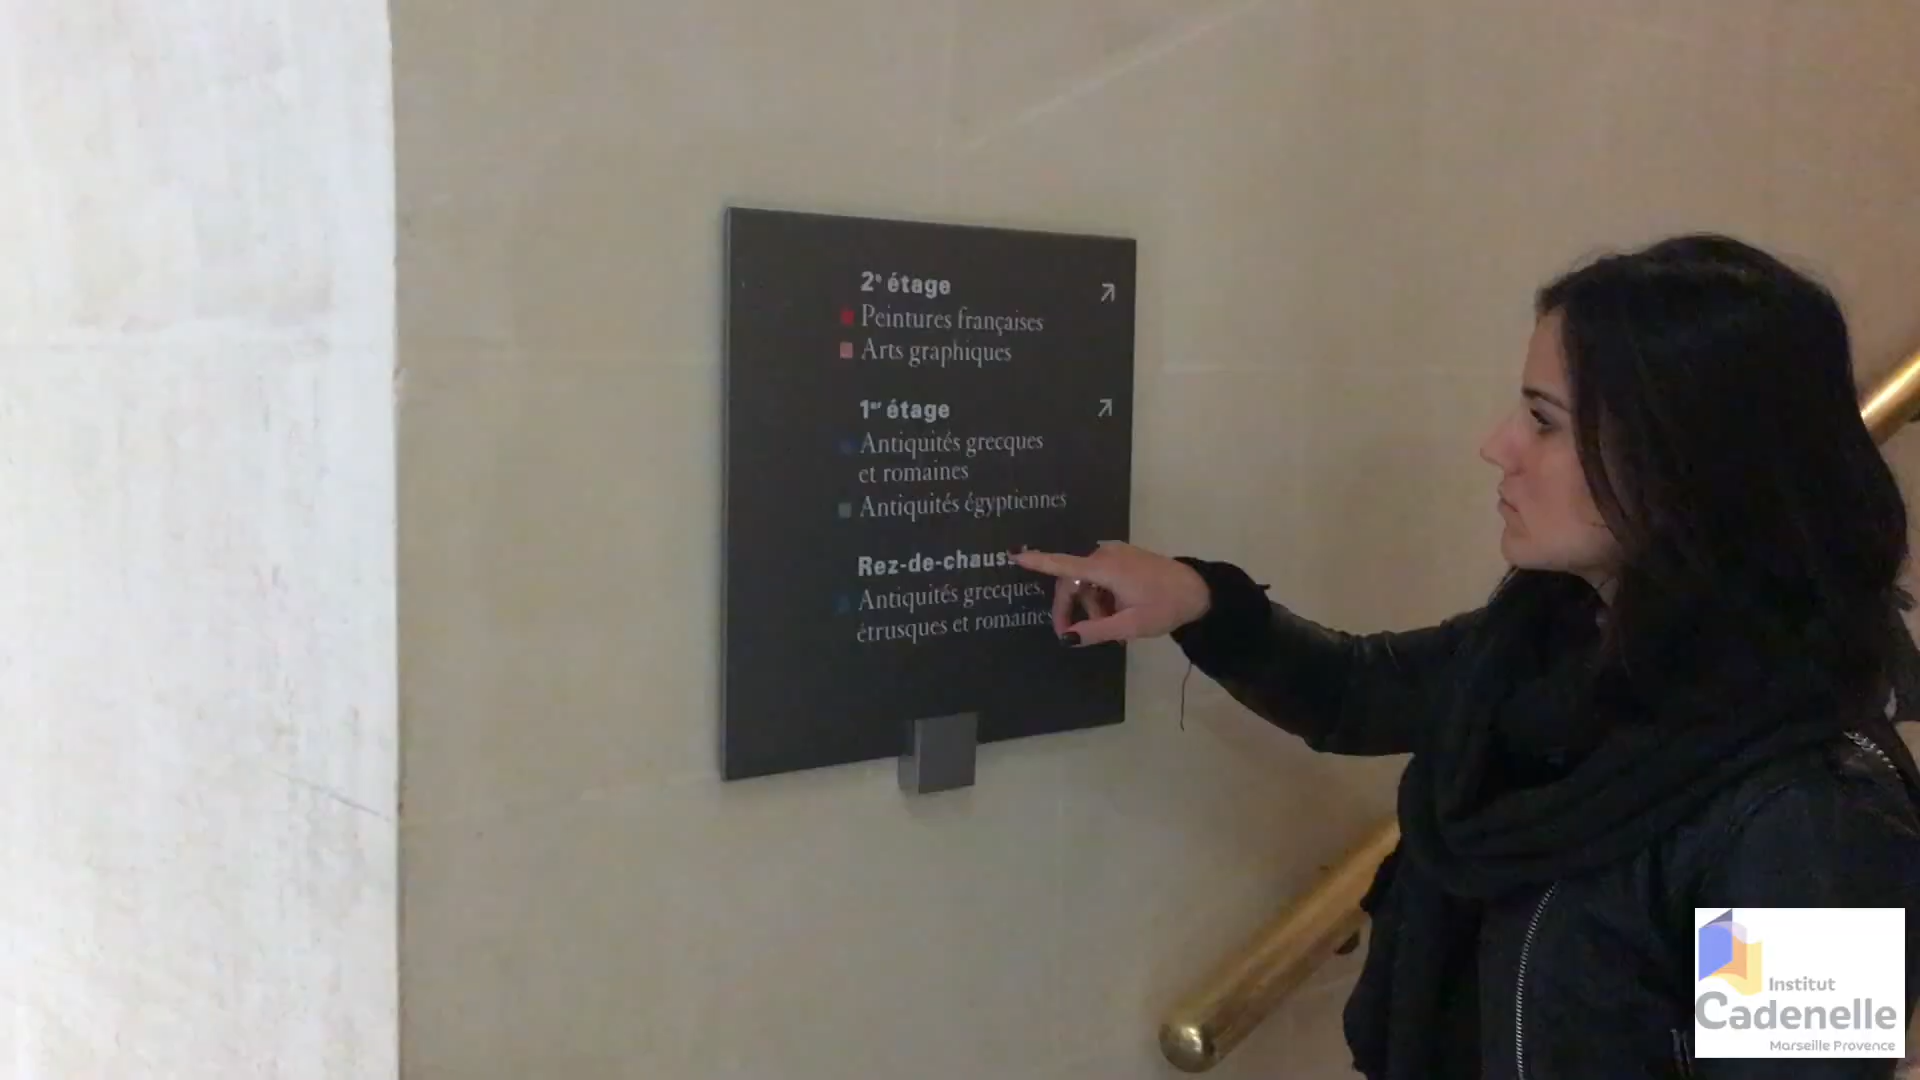 2e étage
Peintures françaises
Arts graphiques
1er étage
Antiquités grecques
et romaines
Antiquités égyptiennes
Antiquités grecques,
étrusques et romaines
Institut
Cadenelle
Marseille Provence